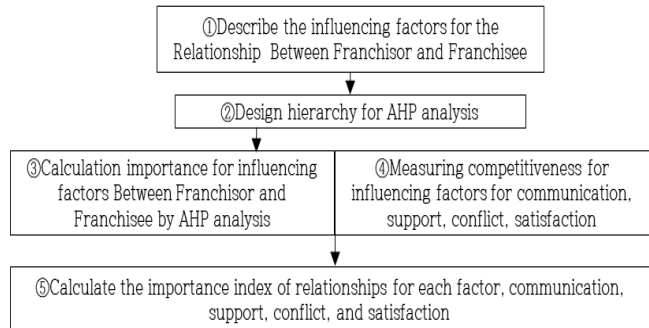 ①Describe the influencing factors for the
Relationship Between Franchisor and Franchisee
②Design hierarchy for AHP analysis
③Calculation importance for influencing
factors Between Franchisor and
Franchisee by AHP analysis
④Measuring competitiveness for
influencing factors for communication,
support, conflict, satisfaction
⑤Calculate the importance index of relationships for each factor, communication,
support, conflict, and satisfaction